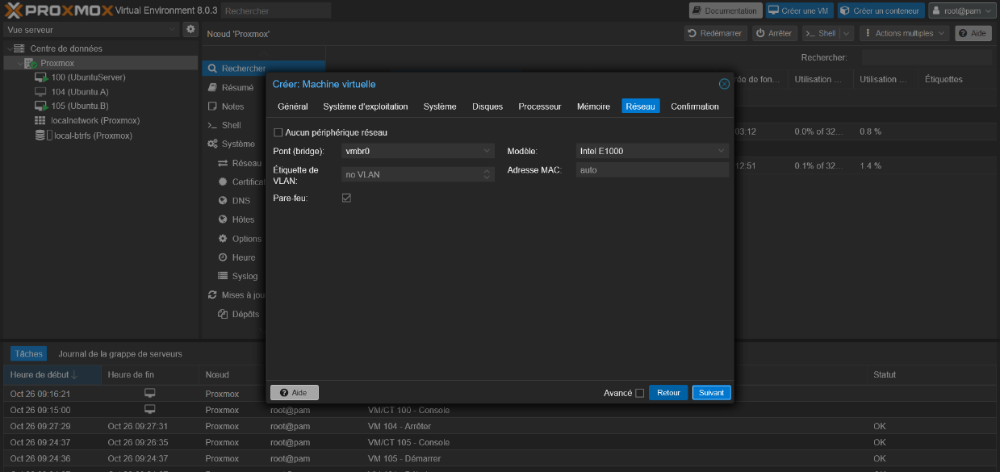 PROXMOX Virtual Environment 8.0.3 Rechercher Documentation Créer une VM Créer un conteneur root@pam
Vue serveur
Nœud 'Proxmox' Redémarrer Arrêter Shell Actions multiples Aide
Centre de données
Proxmox
100 (UbuntuServer)
104 (Ubuntu.A)
105 (Ubuntu.B)
localnetwork (Proxmox)
local-btrfs (Proxmox)
Rechercher
Résumé
Notes
Shell
Système
Réseau
Certificat
DNS
Hôtes
Options
Heure
Syslog
Mises à jou
Dépôts
Rechercher:
rée de fon... Utilisation ... Utilisation ... Étiquettes
03:12 0.0% of 32... 0.8 %
12:51 0.1% of 32... 1.4 %
Créer: Machine virtuelle
Général Système d'exploitation Système Disques Processeur Mémoire Réseau Confirmation
Aucun périphérique réseau
Pont (bridge): vmbr0 Modèle: Intel E1000
Étiquette de VLAN: no VLAN Adresse MAC: auto
Pare-feu:
Aide Avancé Retour Suivant
Tâches Journal de la grappe de serveurs
Heure de début Heure de fin Nœud Statut
Oct 26 09:16:21 Proxmox
Oct 26 09:15:00 Proxmox root@pam VM/CT 100 - Console
Oct 26 09:27:29 Oct 26 09:27:31 Proxmox root@pam VM 104 - Arrêter OK
Oct 26 09:24:37 Oct 26 09:26:35 Proxmox root@pam VM/CT 105 - Console OK
Oct 26 09:24:36 Oct 26 09:24:37 Proxmox root@pam VM 105 - Démarrer OK